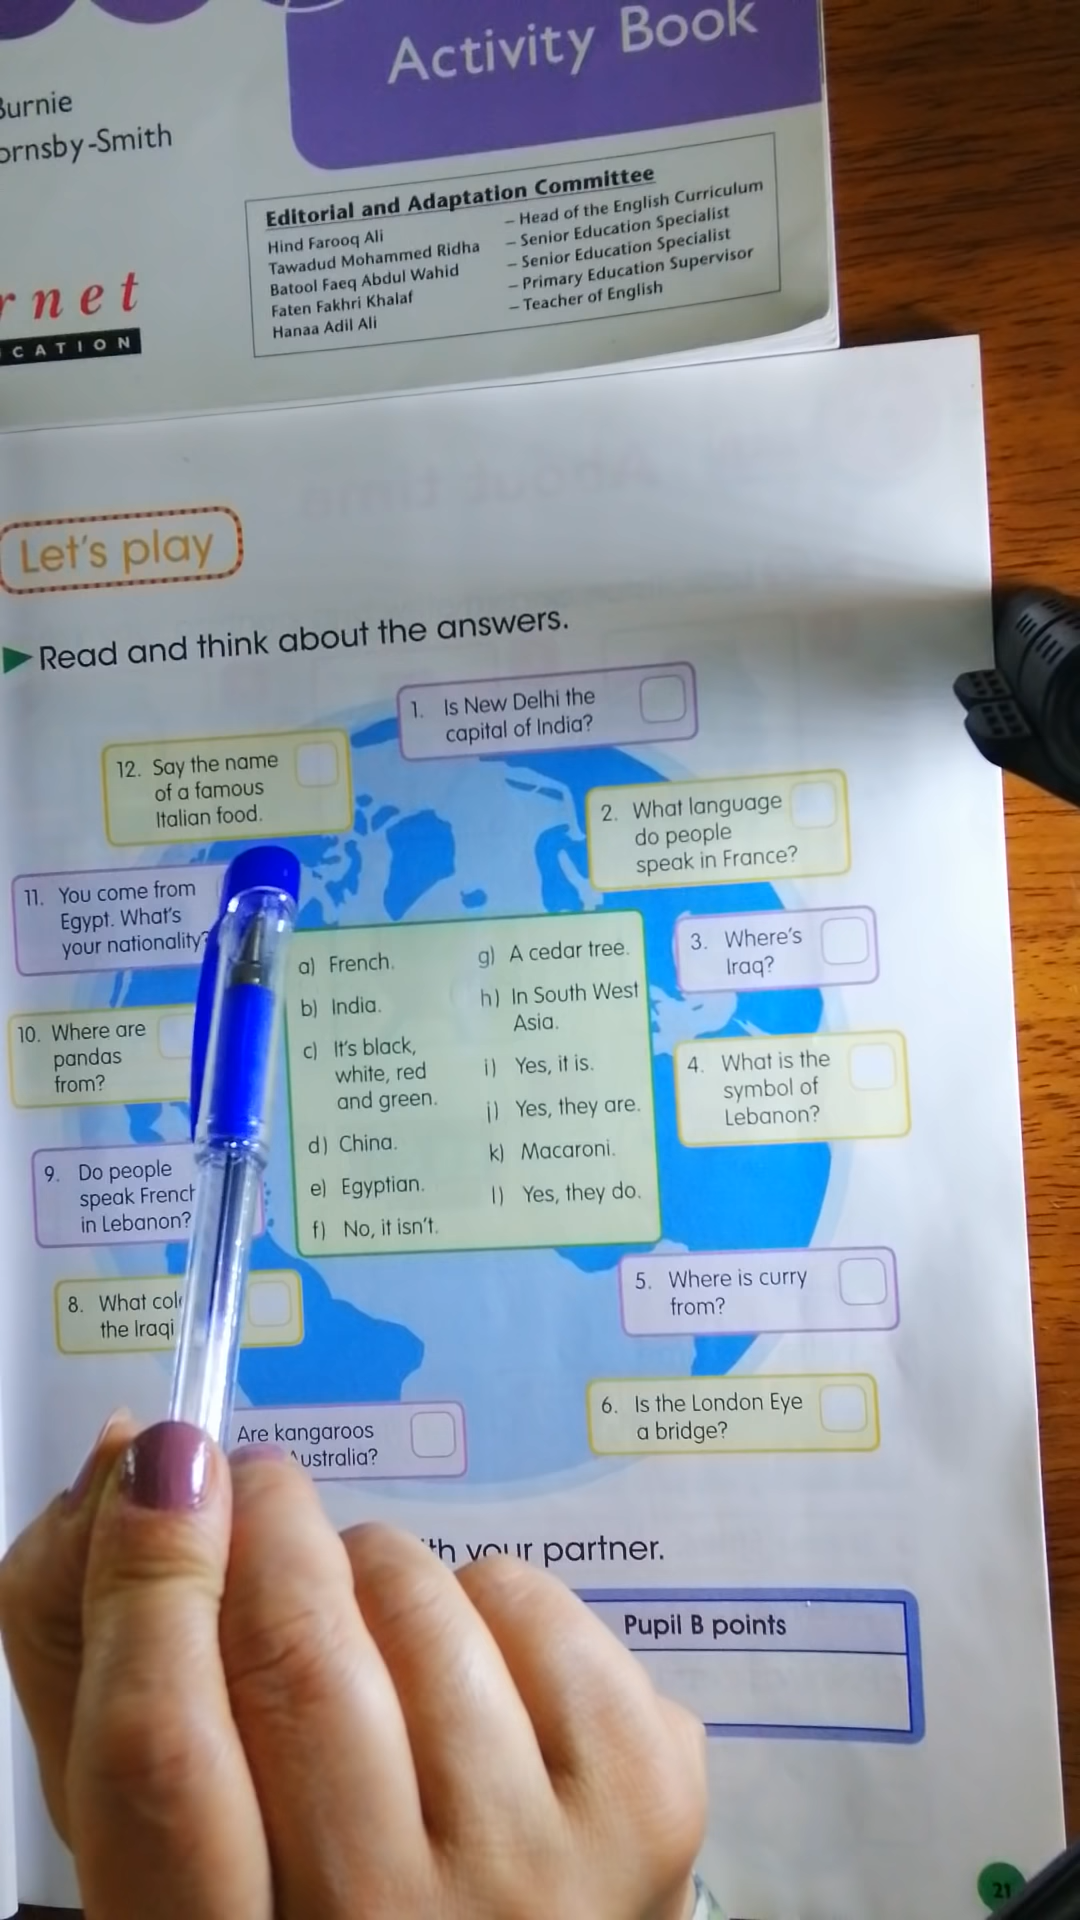 Activity Book
Burnie
ornsby-Smith
Editorial and Adaptation Committee
Hind Farooq Ali – Head of the English Curriculum
Tawadud Mohammed Ridha – Senior Education Specialist
Batool Faeq Abdul Wahid – Senior Education Specialist
Faten Fakhri Khalaf – Primary Education Supervisor
Hanaa Adil Ali – Teacher of English
rnet
CATION
Let's play
Read and think about the answers.
1. Is New Delhi the
capital of India?
2. What language
do people
speak in France?
3. Where's
Iraq?
4. What is the
symbol of
Lebanon?
5. Where is curry
from?
6. Is the London Eye
a bridge?
Are kangaroos
Australia?
8. What
the Iraqi
9. Do people
speak French
in Lebanon?
10. Where are
pandas
from?
11. You come from
Egypt. What's
your nationality?
12. Say the name
of a famous
Italian food.
a) French.
b) India.
c) It's black,
white, red
and green.
d) China.
e) Egyptian.
f) No, it isn't.
g) A cedar tree.
h) In South West
Asia.
i) Yes, it is.
j) Yes, they are.
k) Macaroni.
l) Yes, they do.
your partner.
Pupil B points
21